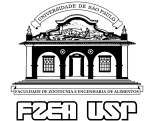 UNIVERSIDADE DE SÃO PAULO
FACULDADE DE ZOOTECNIA E ENGENHARIA DE ALIMENTOS
FZEA USP